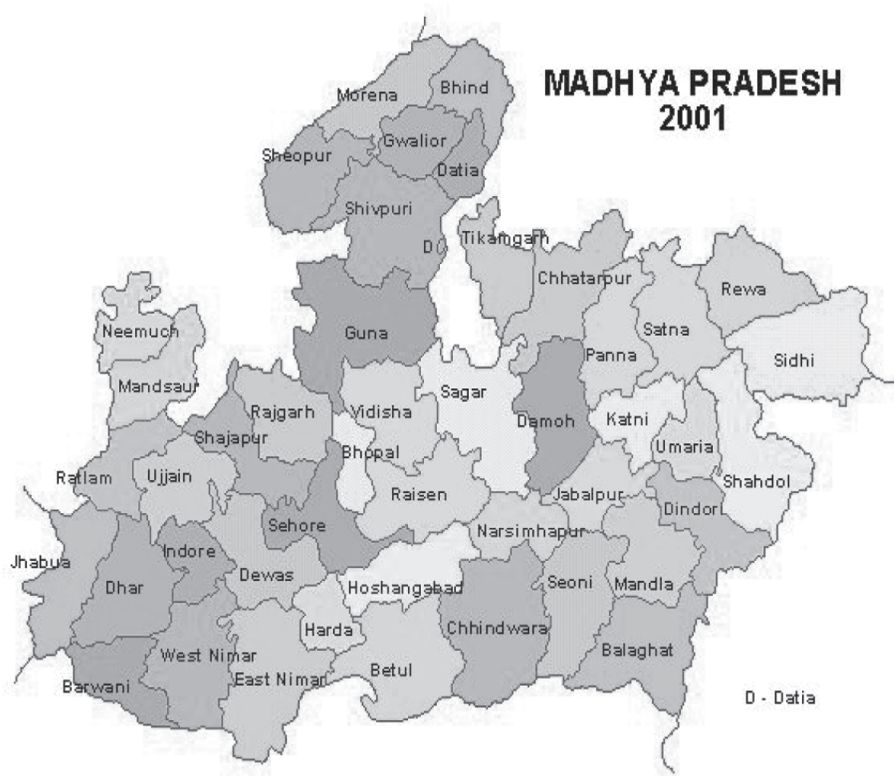 MADHYA PRADESH
2001
Morena
Bhind
Gwalior
Sheopur
Datia
Shivpuri
D
Tikamgarh
Chhatarpur
Rewa
Neemuch
Guna
Panna
Satna
Sidhi
Mandsaur
Rajgarh
Vidisha
Sagar
Damoh
Katni
Shajapur
Bhopal
Umaria
Ratlam
Ujjain
Raisen
Jabalpur
Shahdol
Dindori
Sehore
Narsimhapur
Jhabua
Indore
Dhar
Dewas
Hoshangabad
Seoni
Mandla
Harda
Chhindwara
West Nimar
Balaghat
Barwani
East Nimar
Betul
D - Datia